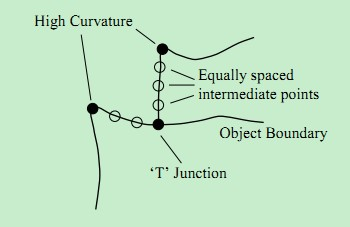 High Curvature
Equally spaced
intermediate points
Object Boundary
‘T’ Junction